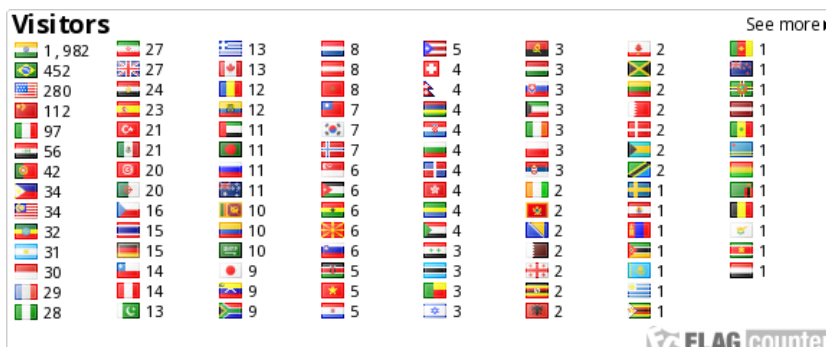 Visitors See more
1,982 27 13 8 5 3 2 1
452 27 13 8 4 3 2 1
280 24 12 8 4 3 2 1
112 23 12 7 4 3 2 1
97 21 11 7 4 3 2 1
56 21 11 7 4 3 2 1
42 20 11 6 4 3 2 1
34 20 11 6 4 2 1 1
34 16 10 6 4 2 1 1
32 15 10 6 4 2 1 1
31 15 10 6 3 2 1 1
30 14 9 5 3 2 1 1
29 14 9 5 3 2 1
28 13 9 5 3 2 1
FLAG counter